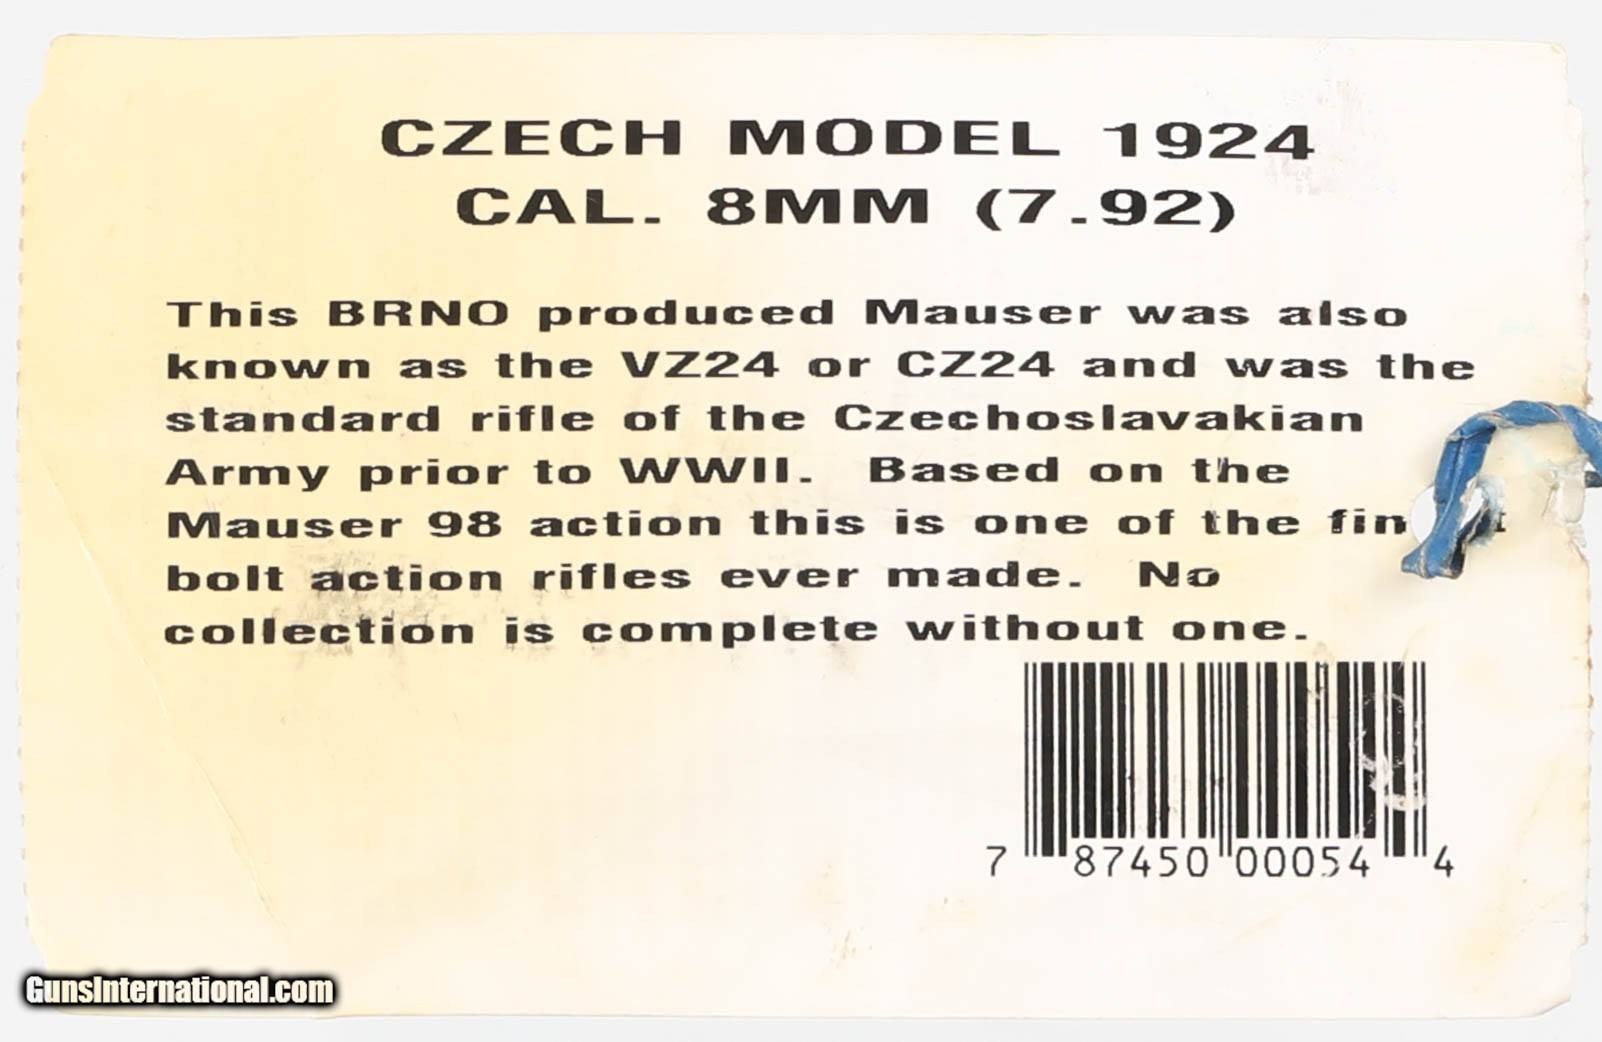 CZECH MODEL 1924
CAL. 8MM (7.92)
This BRNO produced Mauser was also
known as the VZ24 or CZ24 and was the
standard rifle of the Czechoslavakian
Army prior to WWII. Based on the
Mauser 98 action this is one of the
bolt action rifles ever made. No
collection is complete without one.
7 87450 00054 4
GunsInternational.com